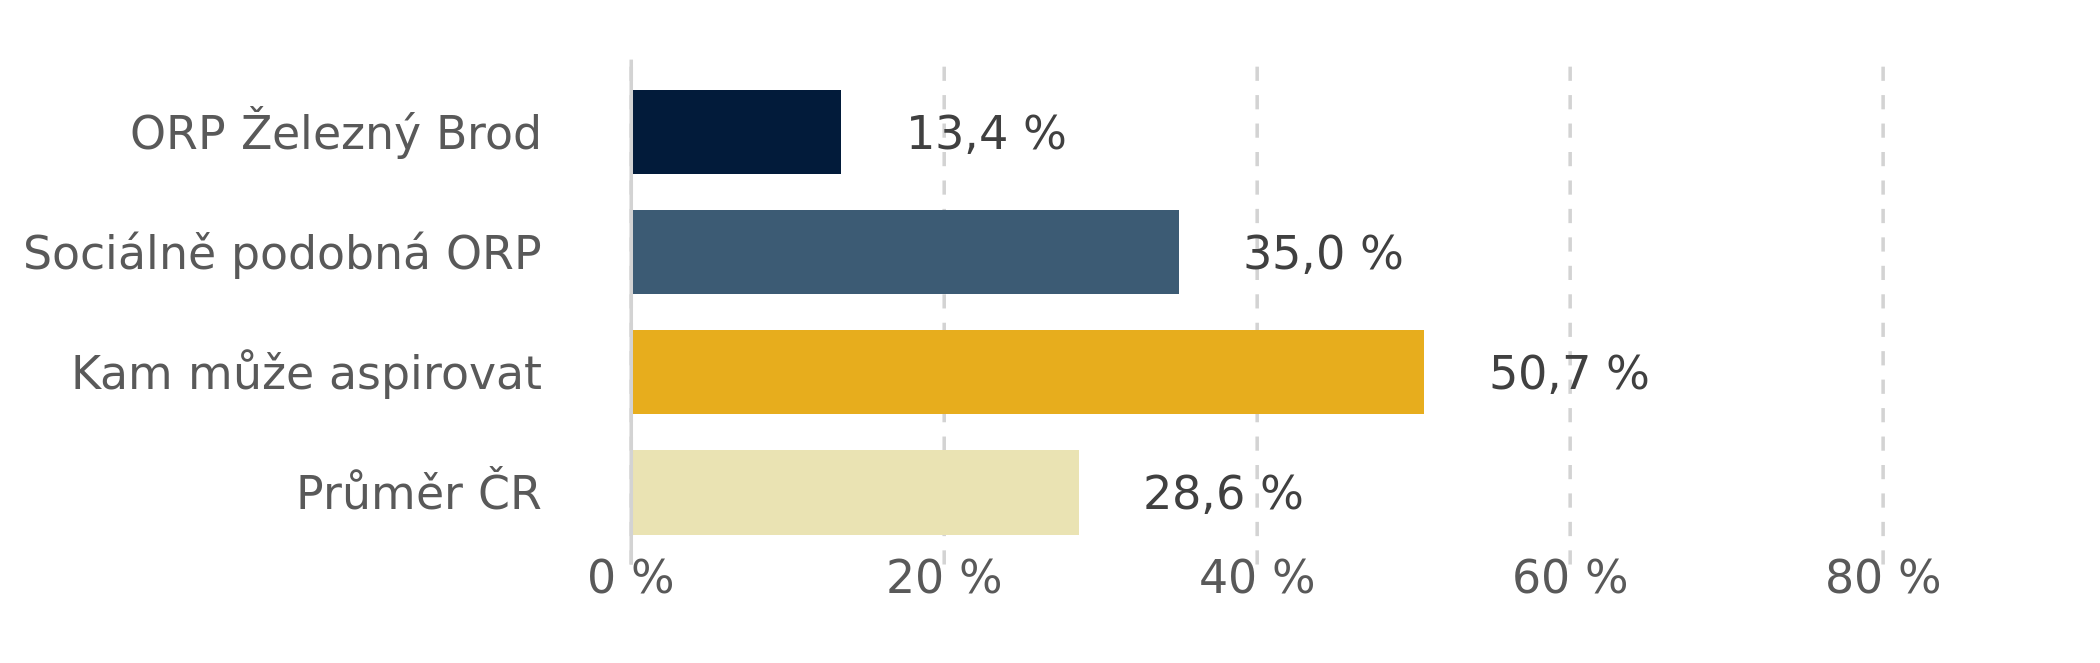 ORP Železný Brod
13,4 %
Sociálně podobná ORP
35,0 %
Kam může aspirovat
50,7 %
Průměr ČR
28,6 %
0 %
20 %
40 %
60 %
80 %